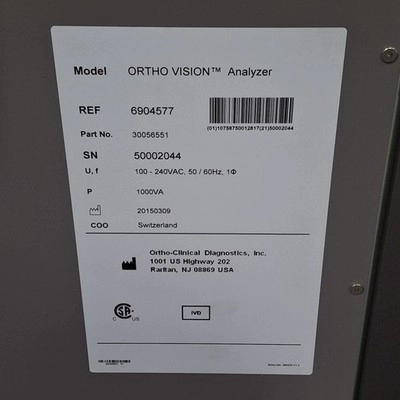 Model ORTHO VISION™ Analyzer
REF 6904577
(01)10758750012817(21)50002044
Part No. 30056551
SN 50002044
U, f 100 - 240VAC, 50 / 60Hz, 1Φ
P 1000VA
20150309
COO Switzerland
Ortho-Clinical Diagnostics, Inc.
1001 US Highway 202
Raritan, NJ 08869 USA
C US
IVD